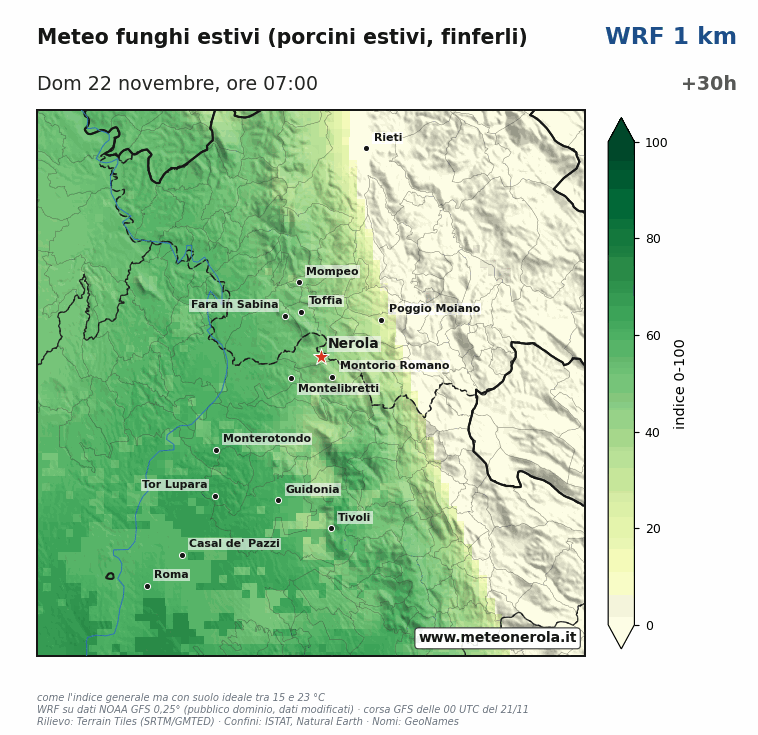 Meteo funghi estivi (porcini estivi, finferli)
WRF 1 km
Dom 22 novembre, ore 07:00
+30h
Rieti
Mompeo
Toffia
Fara in Sabina
Poggio Moiano
Nerola
Montorio Romano
Montelibretti
Monterotondo
Tor Lupara
Guidonia
Tivoli
Casal de' Pazzi
Roma
www.meteonerola.it
100
80
60
40
20
0
indice 0-100
come l'indice generale ma con suolo ideale tra 15 e 23 °C
WRF su dati NOAA GFS 0,25° (pubblico dominio, dati modificati) · corsa GFS delle 00 UTC del 21/11
Rilievo: Terrain Tiles (SRTM/GMTED) · Confini: ISTAT, Natural Earth · Nomi: GeoNames